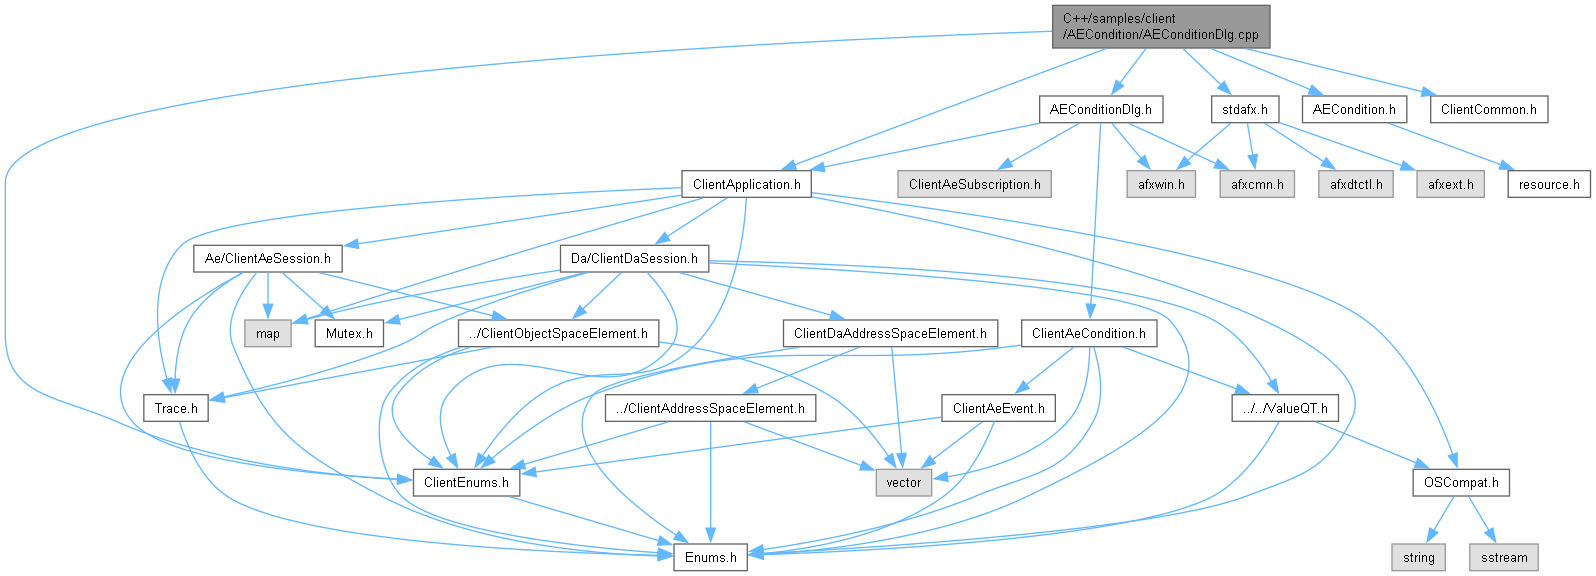 C++/samples/client
/AECondition/AEConditionDlg.cpp
AEConditionDlg.h
stdafx.h
AECondition.h
ClientCommon.h
ClientApplication.h
ClientAeSubscription.h
afxwin.h
afxcmn.h
afxdtctl.h
afxext.h
resource.h
Ae/ClientAeSession.h
Da/ClientDaSession.h
map
Mutex.h
../ClientObjectSpaceElement.h
ClientDaAddressSpaceElement.h
ClientAeCondition.h
Trace.h
../ClientAddressSpaceElement.h
ClientAeEvent.h
../../ValueQT.h
ClientEnums.h
vector
OSCompat.h
Enums.h
string
sstream